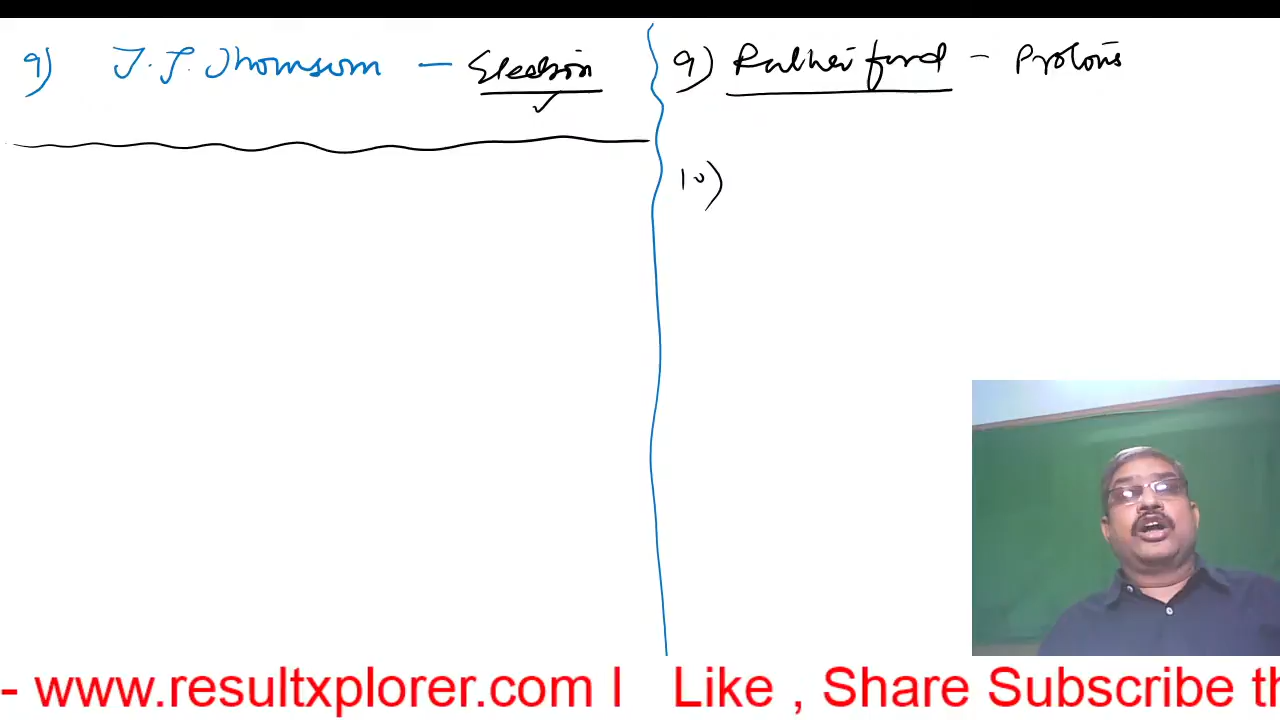 9) J.J. Thomson — Electron
9) Rutherford - Protons
10)
- www.resultxplorer.com I Like , Share Subscribe th